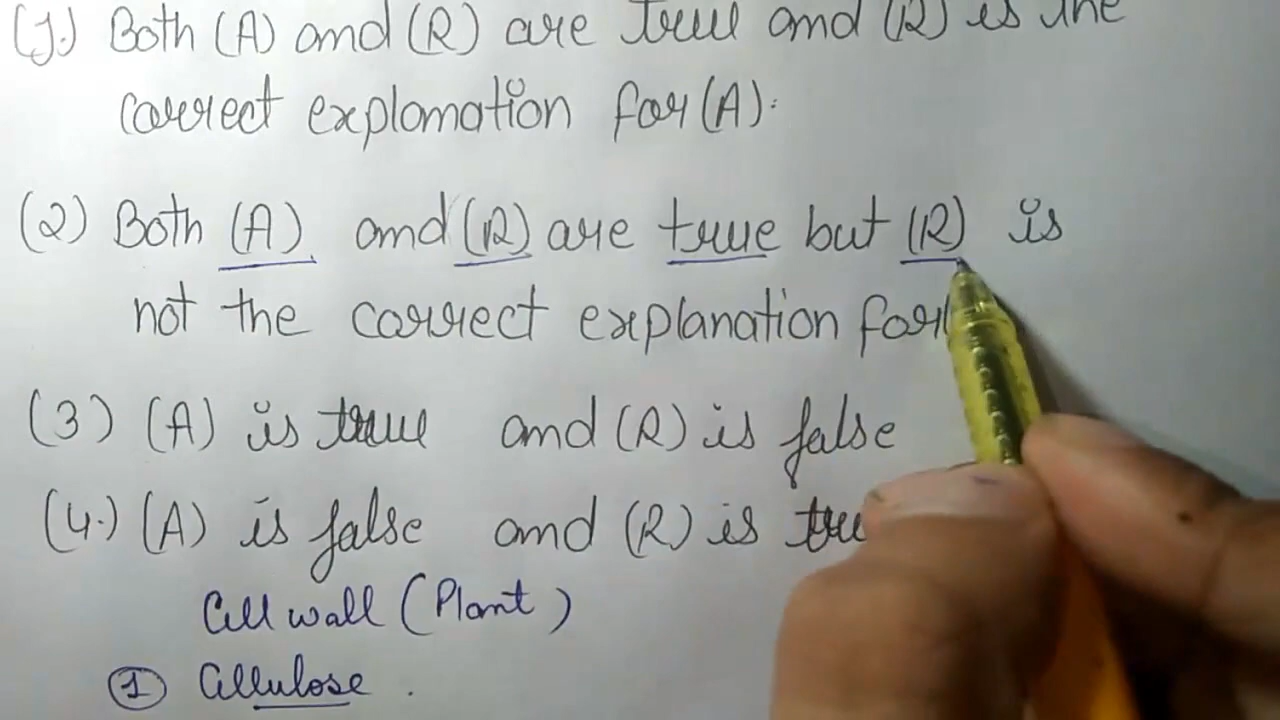 (1.) Both (A) and (R) are true and (R) is the
correct explanation for (A).
(2) Both (A) and (R) are true but (R) is
not the correct explanation for
(3) (A) is true and (R) is false
(4.) (A) is false and (R) is tru
Cell wall (Plant)
① Cellulose.